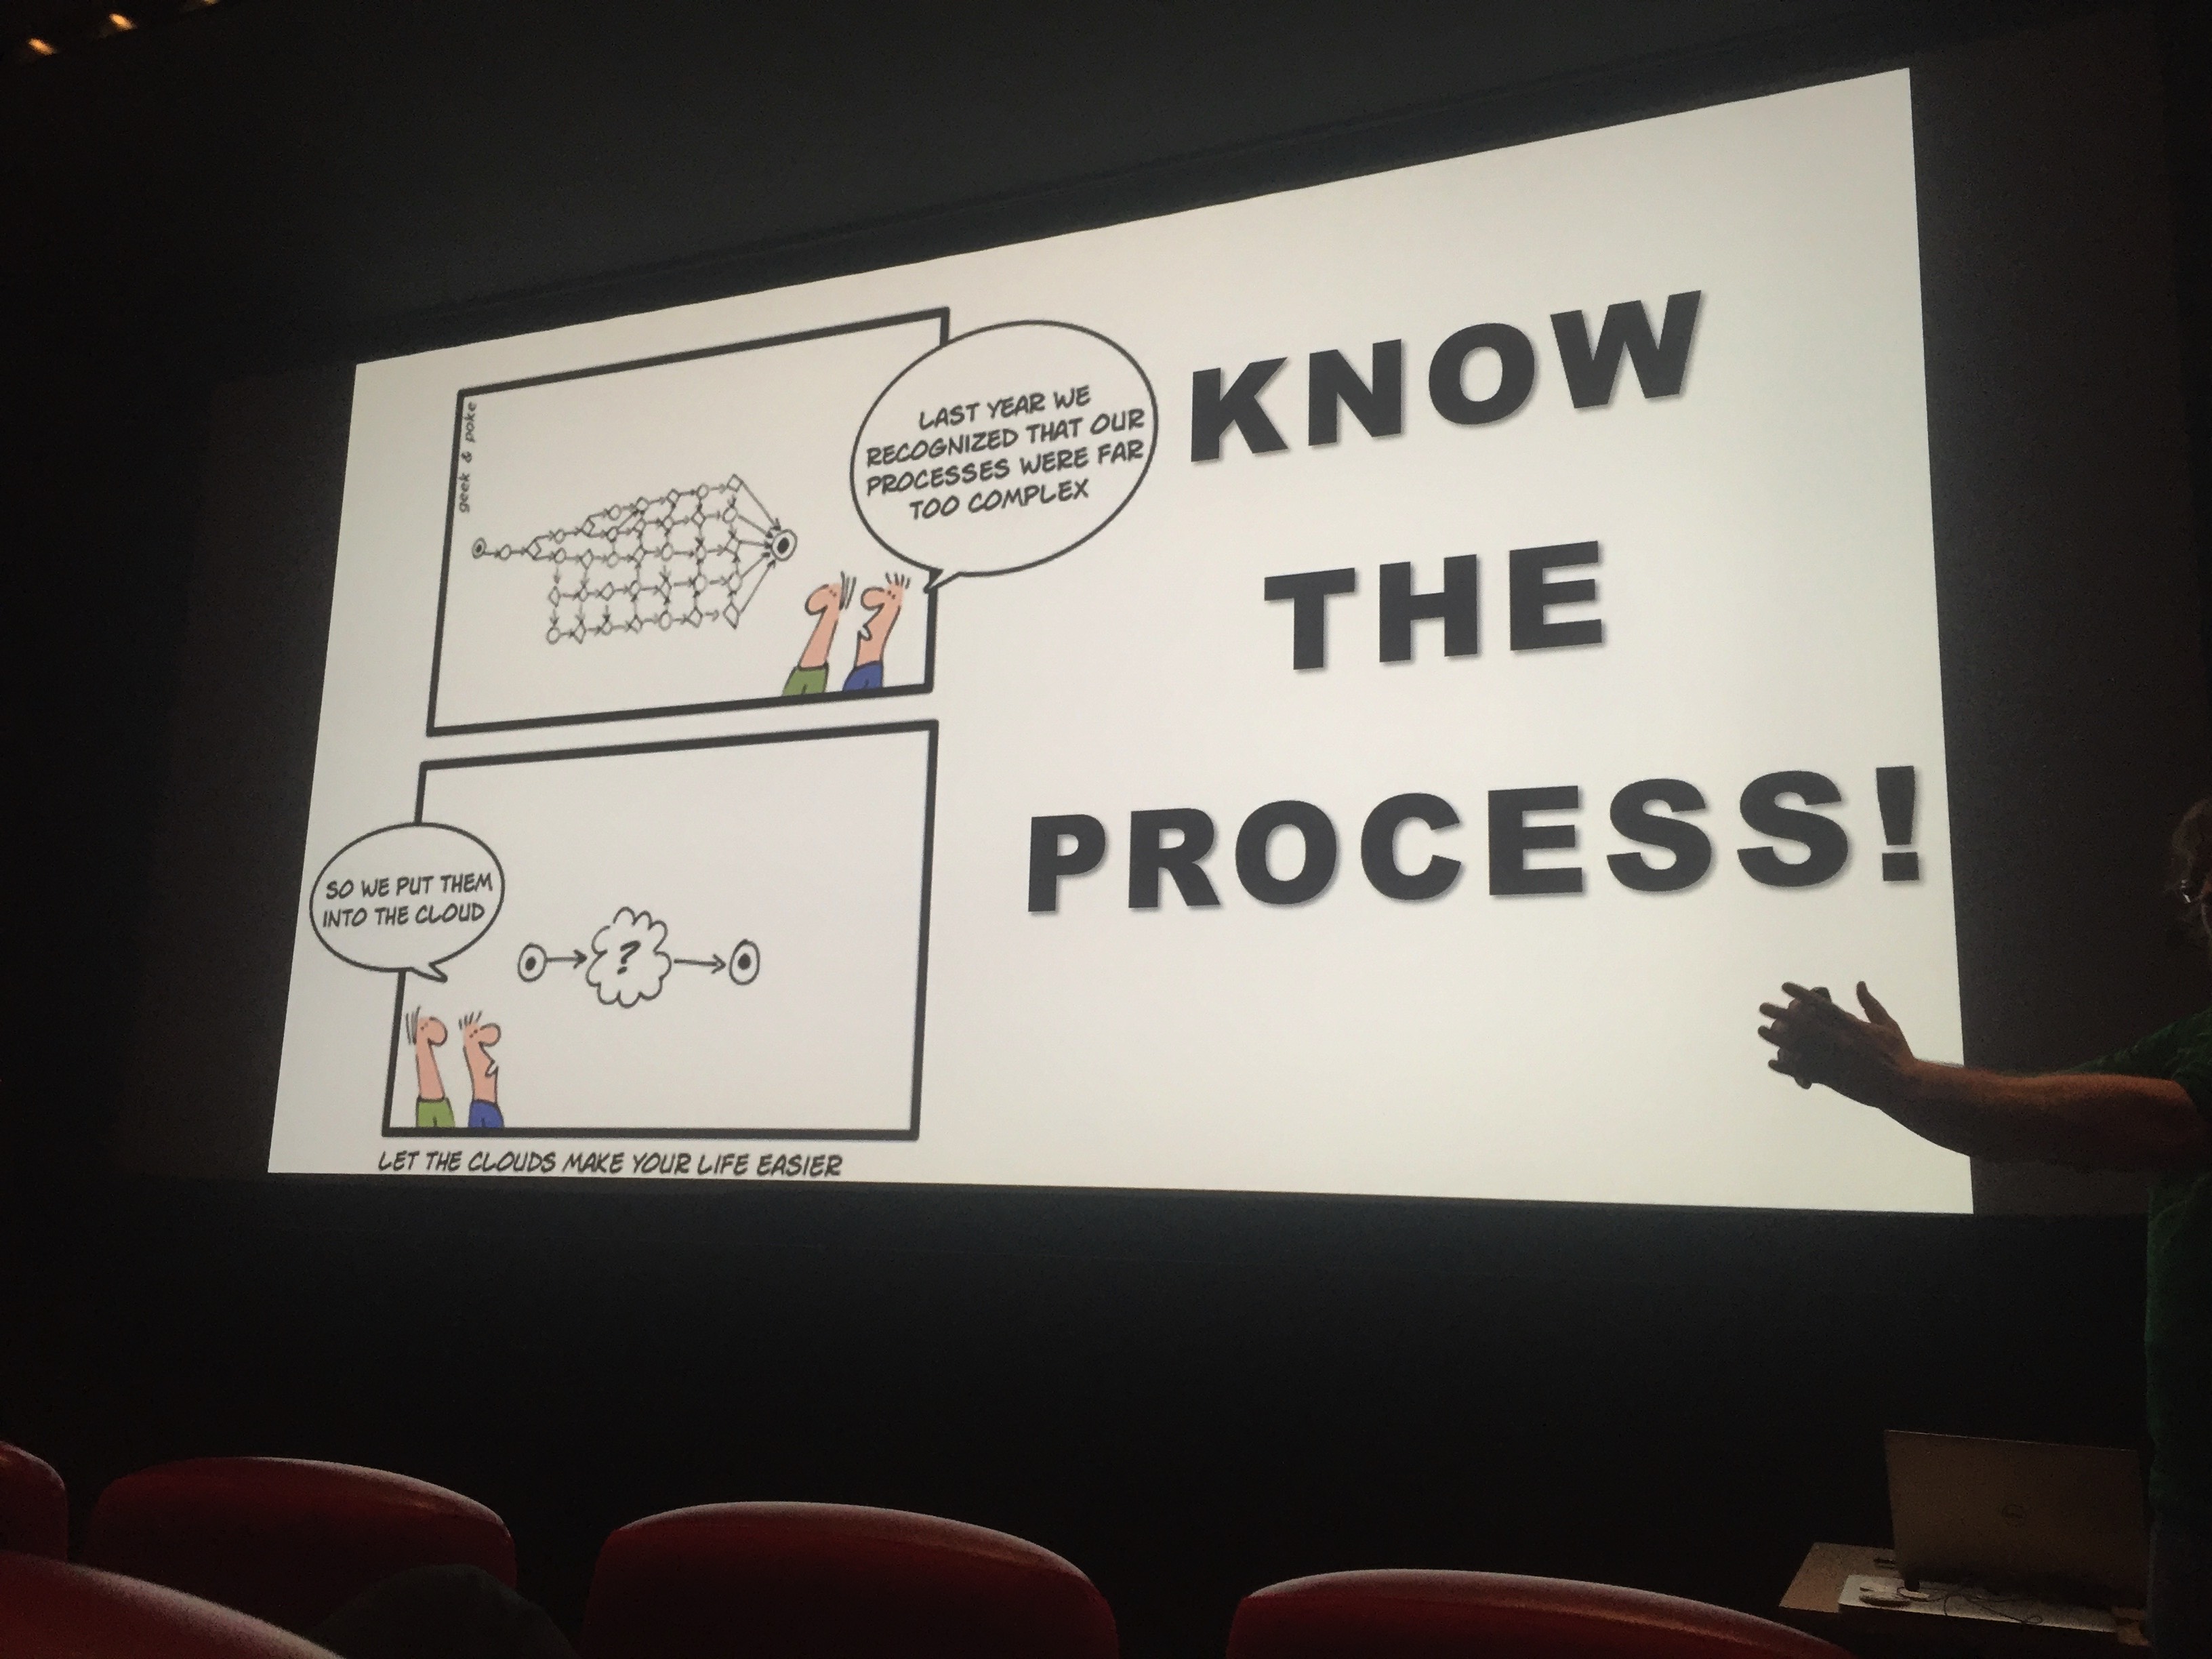 geek & poke
LAST YEAR WE
RECOGNIZED THAT OUR
PROCESSES WERE FAR
TOO COMPLEX
?
SO WE PUT THEM
INTO THE CLOUD
LET THE CLOUDS MAKE YOUR LIFE EASIER
KNOW
THE
PROCESS!